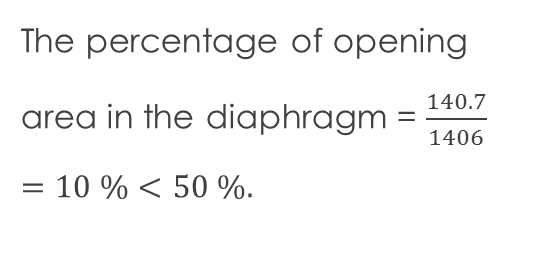 The percentage of opening
area in the diaphragm = 140.7/1406
= 10 % < 50 %.